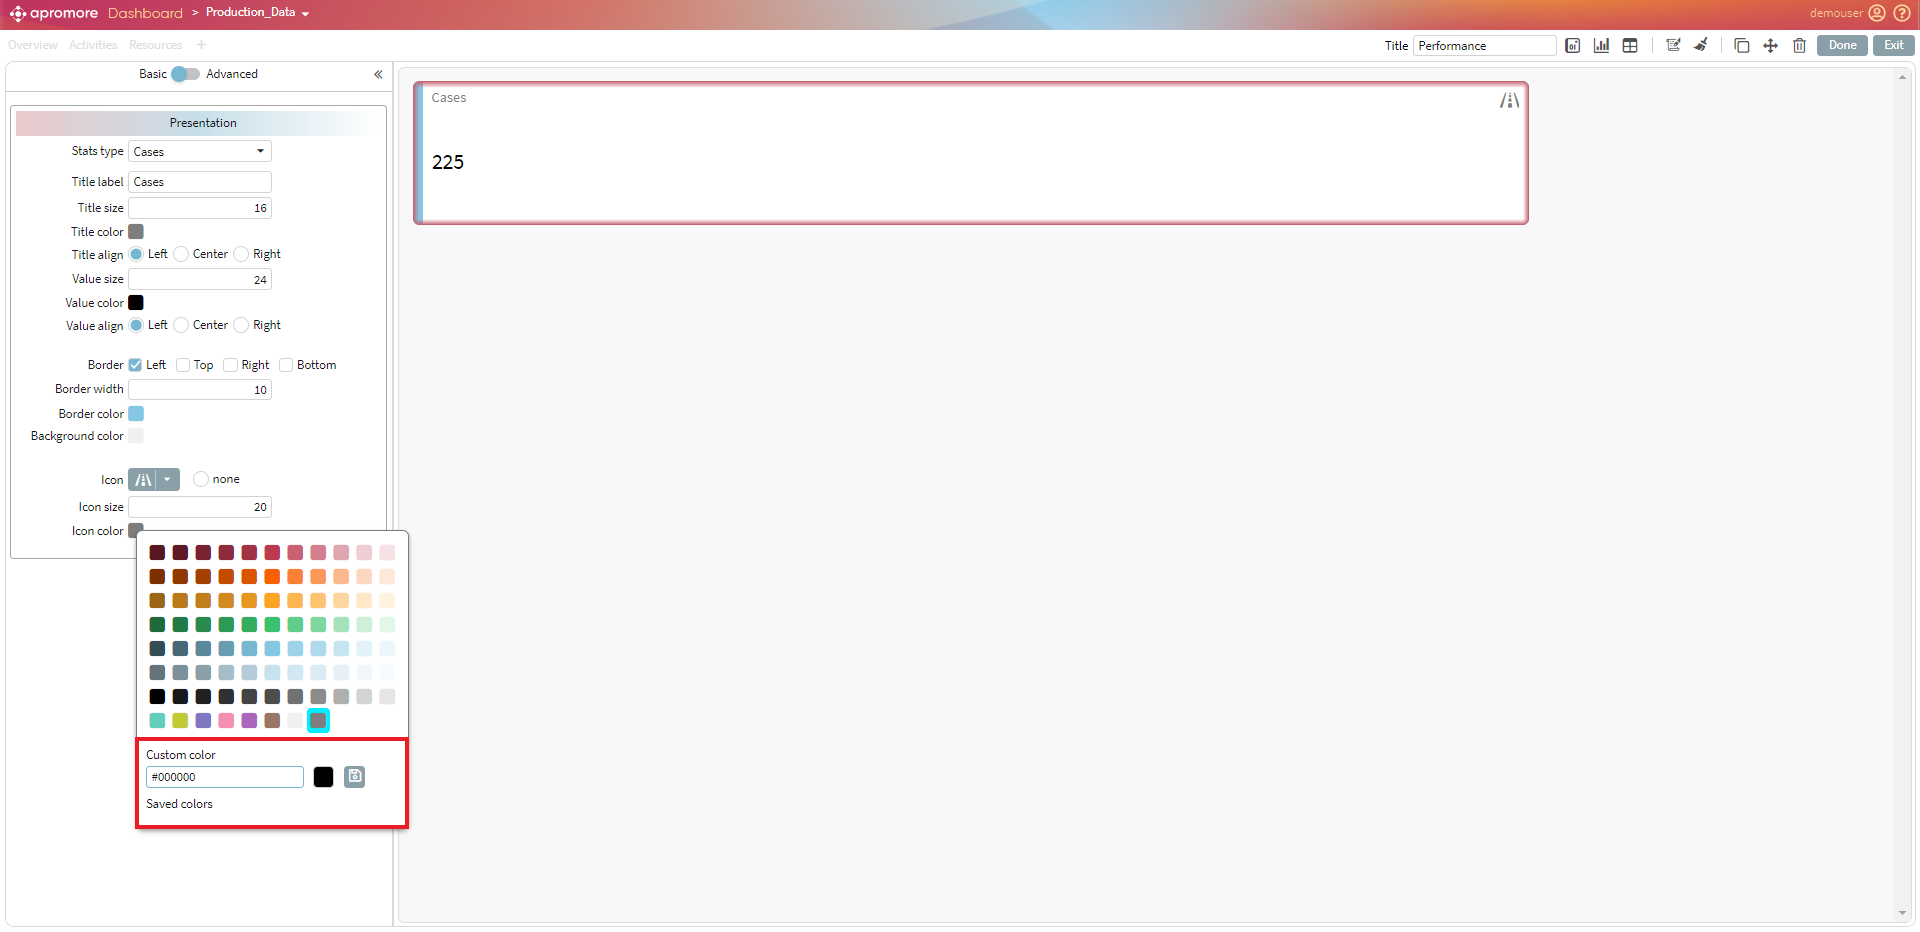 apromore Dashboard > Production_Data
demouser
Overview Activities Resources +
Title Performance
Done Exit
Basic Advanced
Presentation
Stats type Cases
Title label Cases
Title size 16
Title color
Title align Left Center Right
Value size 24
Value color
Value align Left Center Right
Border Left Top Right Bottom
Border width 10
Border color
Background color
Icon none
Icon size 20
Icon color
Custom color
#000000
Saved colors
Cases
225